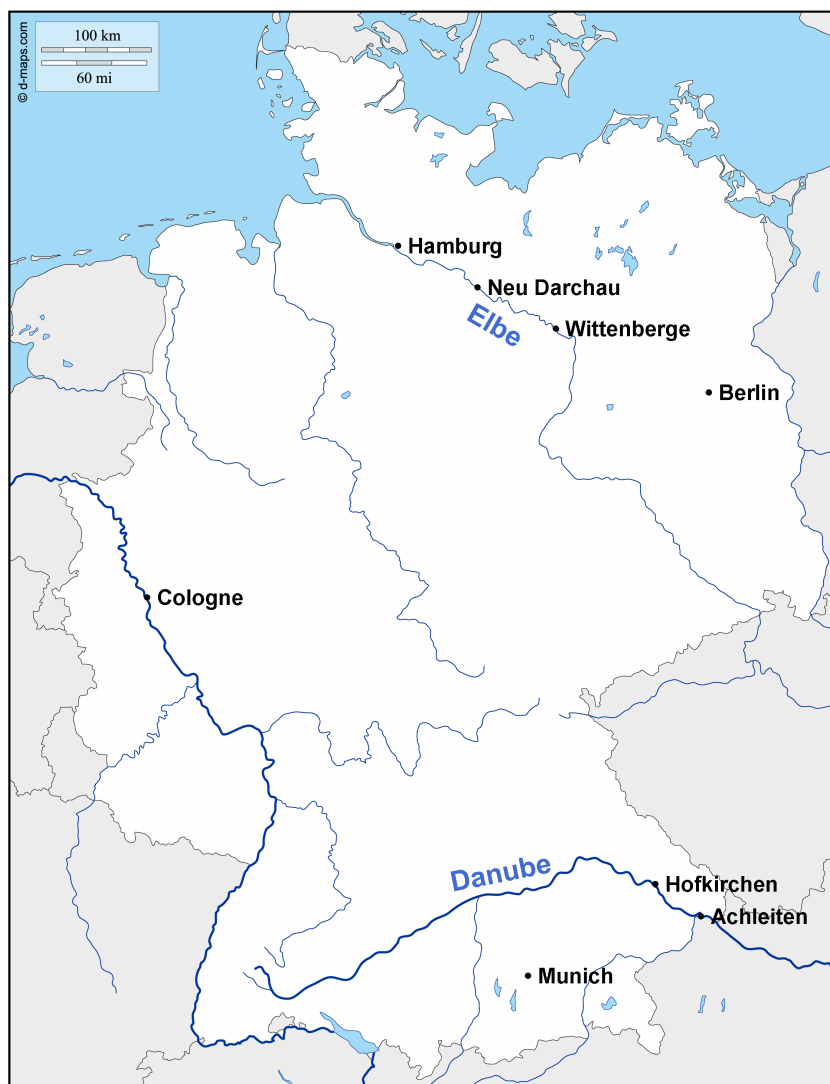 100 km
60 mi
© d-maps.com
Hamburg
Neu Darchau
Elbe
Wittenberge
Berlin
Cologne
Danube
Hofkirchen
Achleiten
Munich